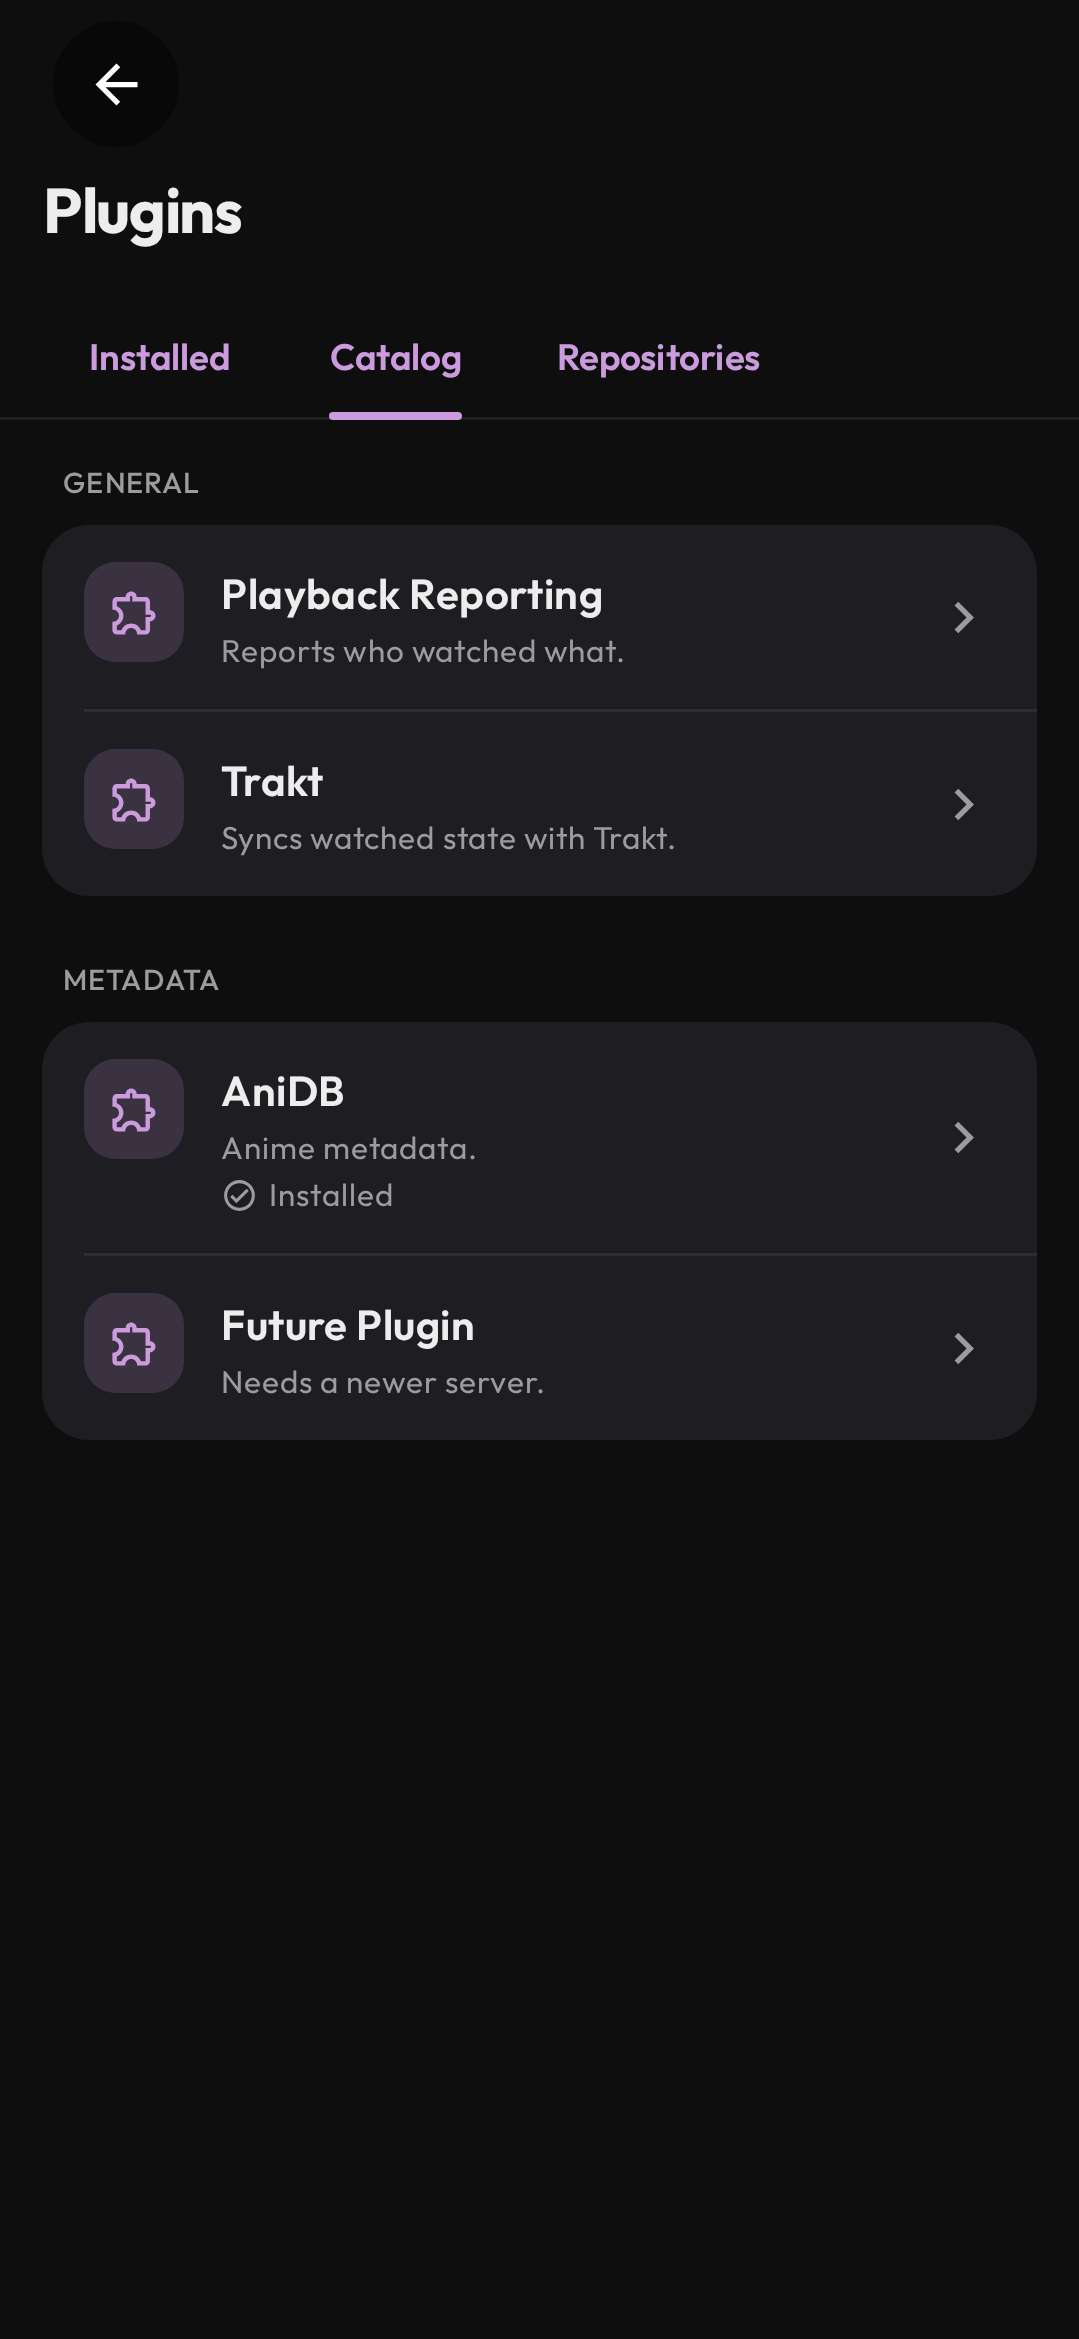 Plugins
Installed
Catalog
Repositories
GENERAL
Playback Reporting
Reports who watched what.
Trakt
Syncs watched state with Trakt.
METADATA
AniDB
Anime metadata.
Installed
Future Plugin
Needs a newer server.